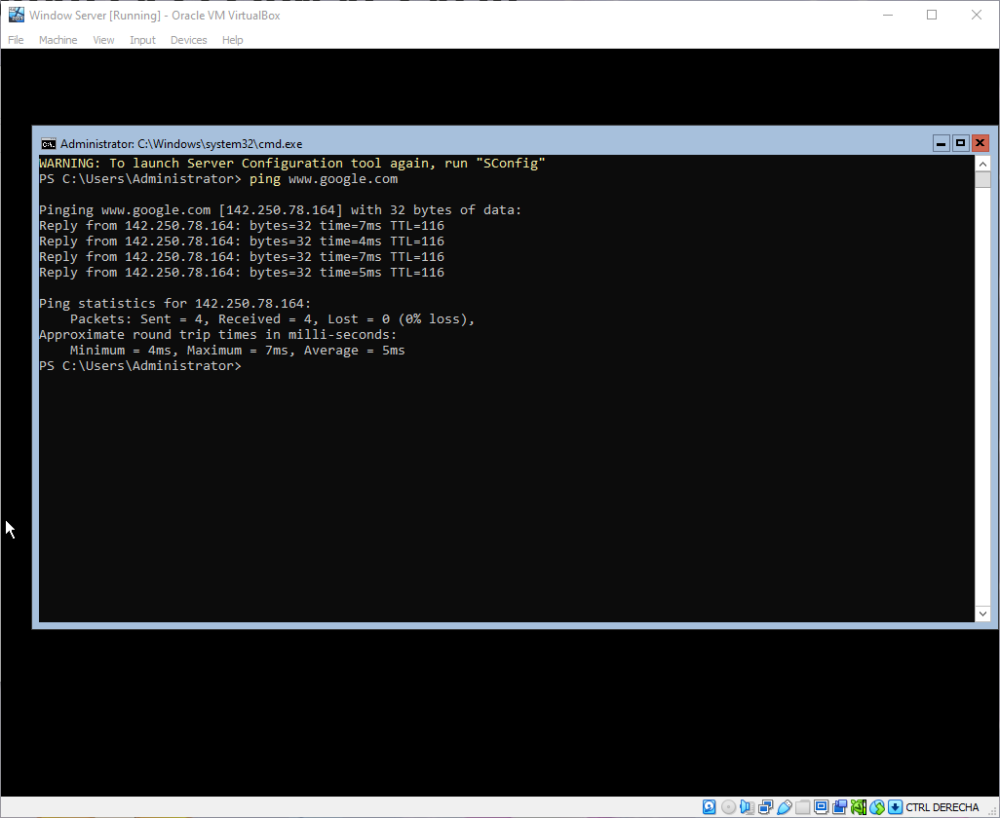 Window Server [Running] - Oracle VM VirtualBox
File Machine View Input Devices Help
Administrator: C:\Windows\system32\cmd.exe
WARNING: To launch Server Configuration tool again, run "SConfig"
PS C:\Users\Administrator> ping www.google.com
Pinging www.google.com [142.250.78.164] with 32 bytes of data:
Reply from 142.250.78.164: bytes=32 time=7ms TTL=116
Reply from 142.250.78.164: bytes=32 time=4ms TTL=116
Reply from 142.250.78.164: bytes=32 time=7ms TTL=116
Reply from 142.250.78.164: bytes=32 time=5ms TTL=116
Ping statistics for 142.250.78.164:
    Packets: Sent = 4, Received = 4, Lost = 0 (0% loss),
Approximate round trip times in milli-seconds:
    Minimum = 4ms, Maximum = 7ms, Average = 5ms
PS C:\Users\Administrator>
CTRL DERECHA